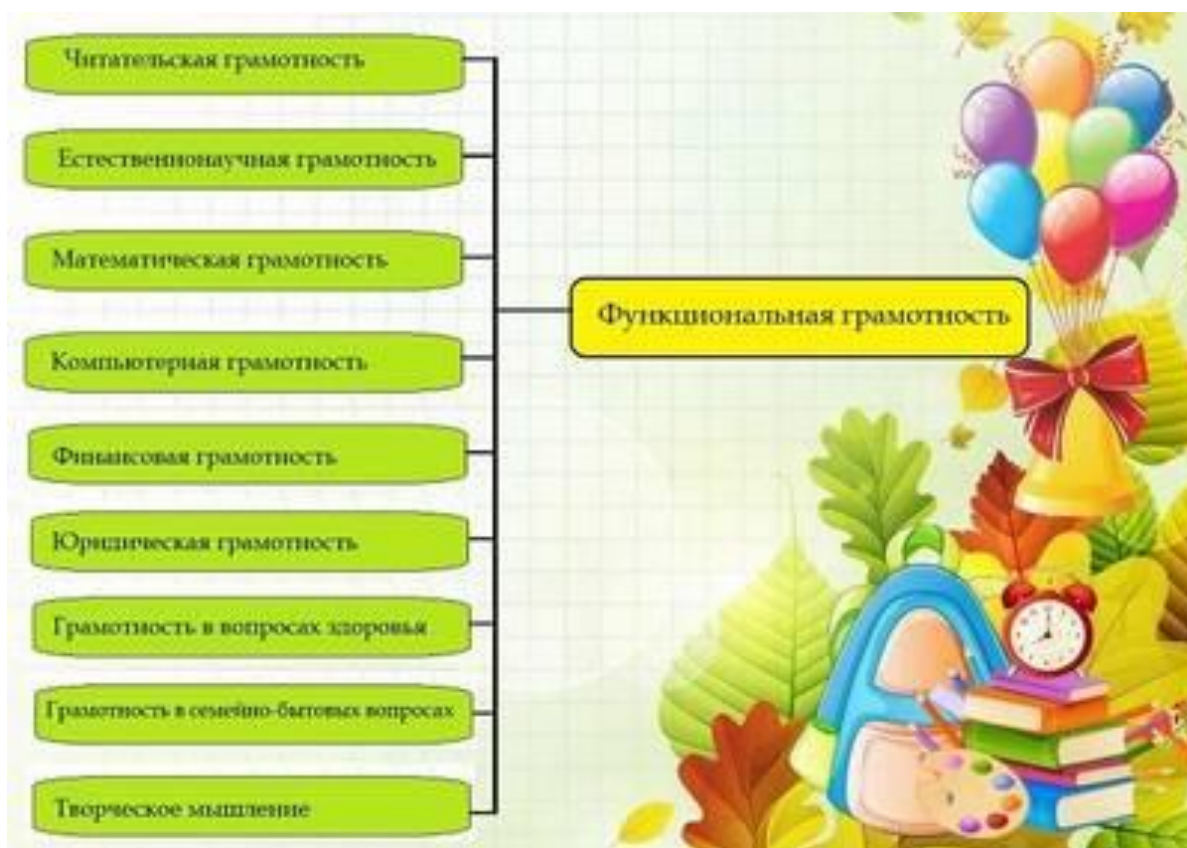 Читательская грамотность
Естественнонаучная грамотность
Математическая грамотность
Компьютерная грамотность
Финансовая грамотность
Юридическая грамотность
Грамотность в вопросах здоровья
Грамотность в семейно-бытовых вопросах
Творческое мышление
Функциональная грамотность